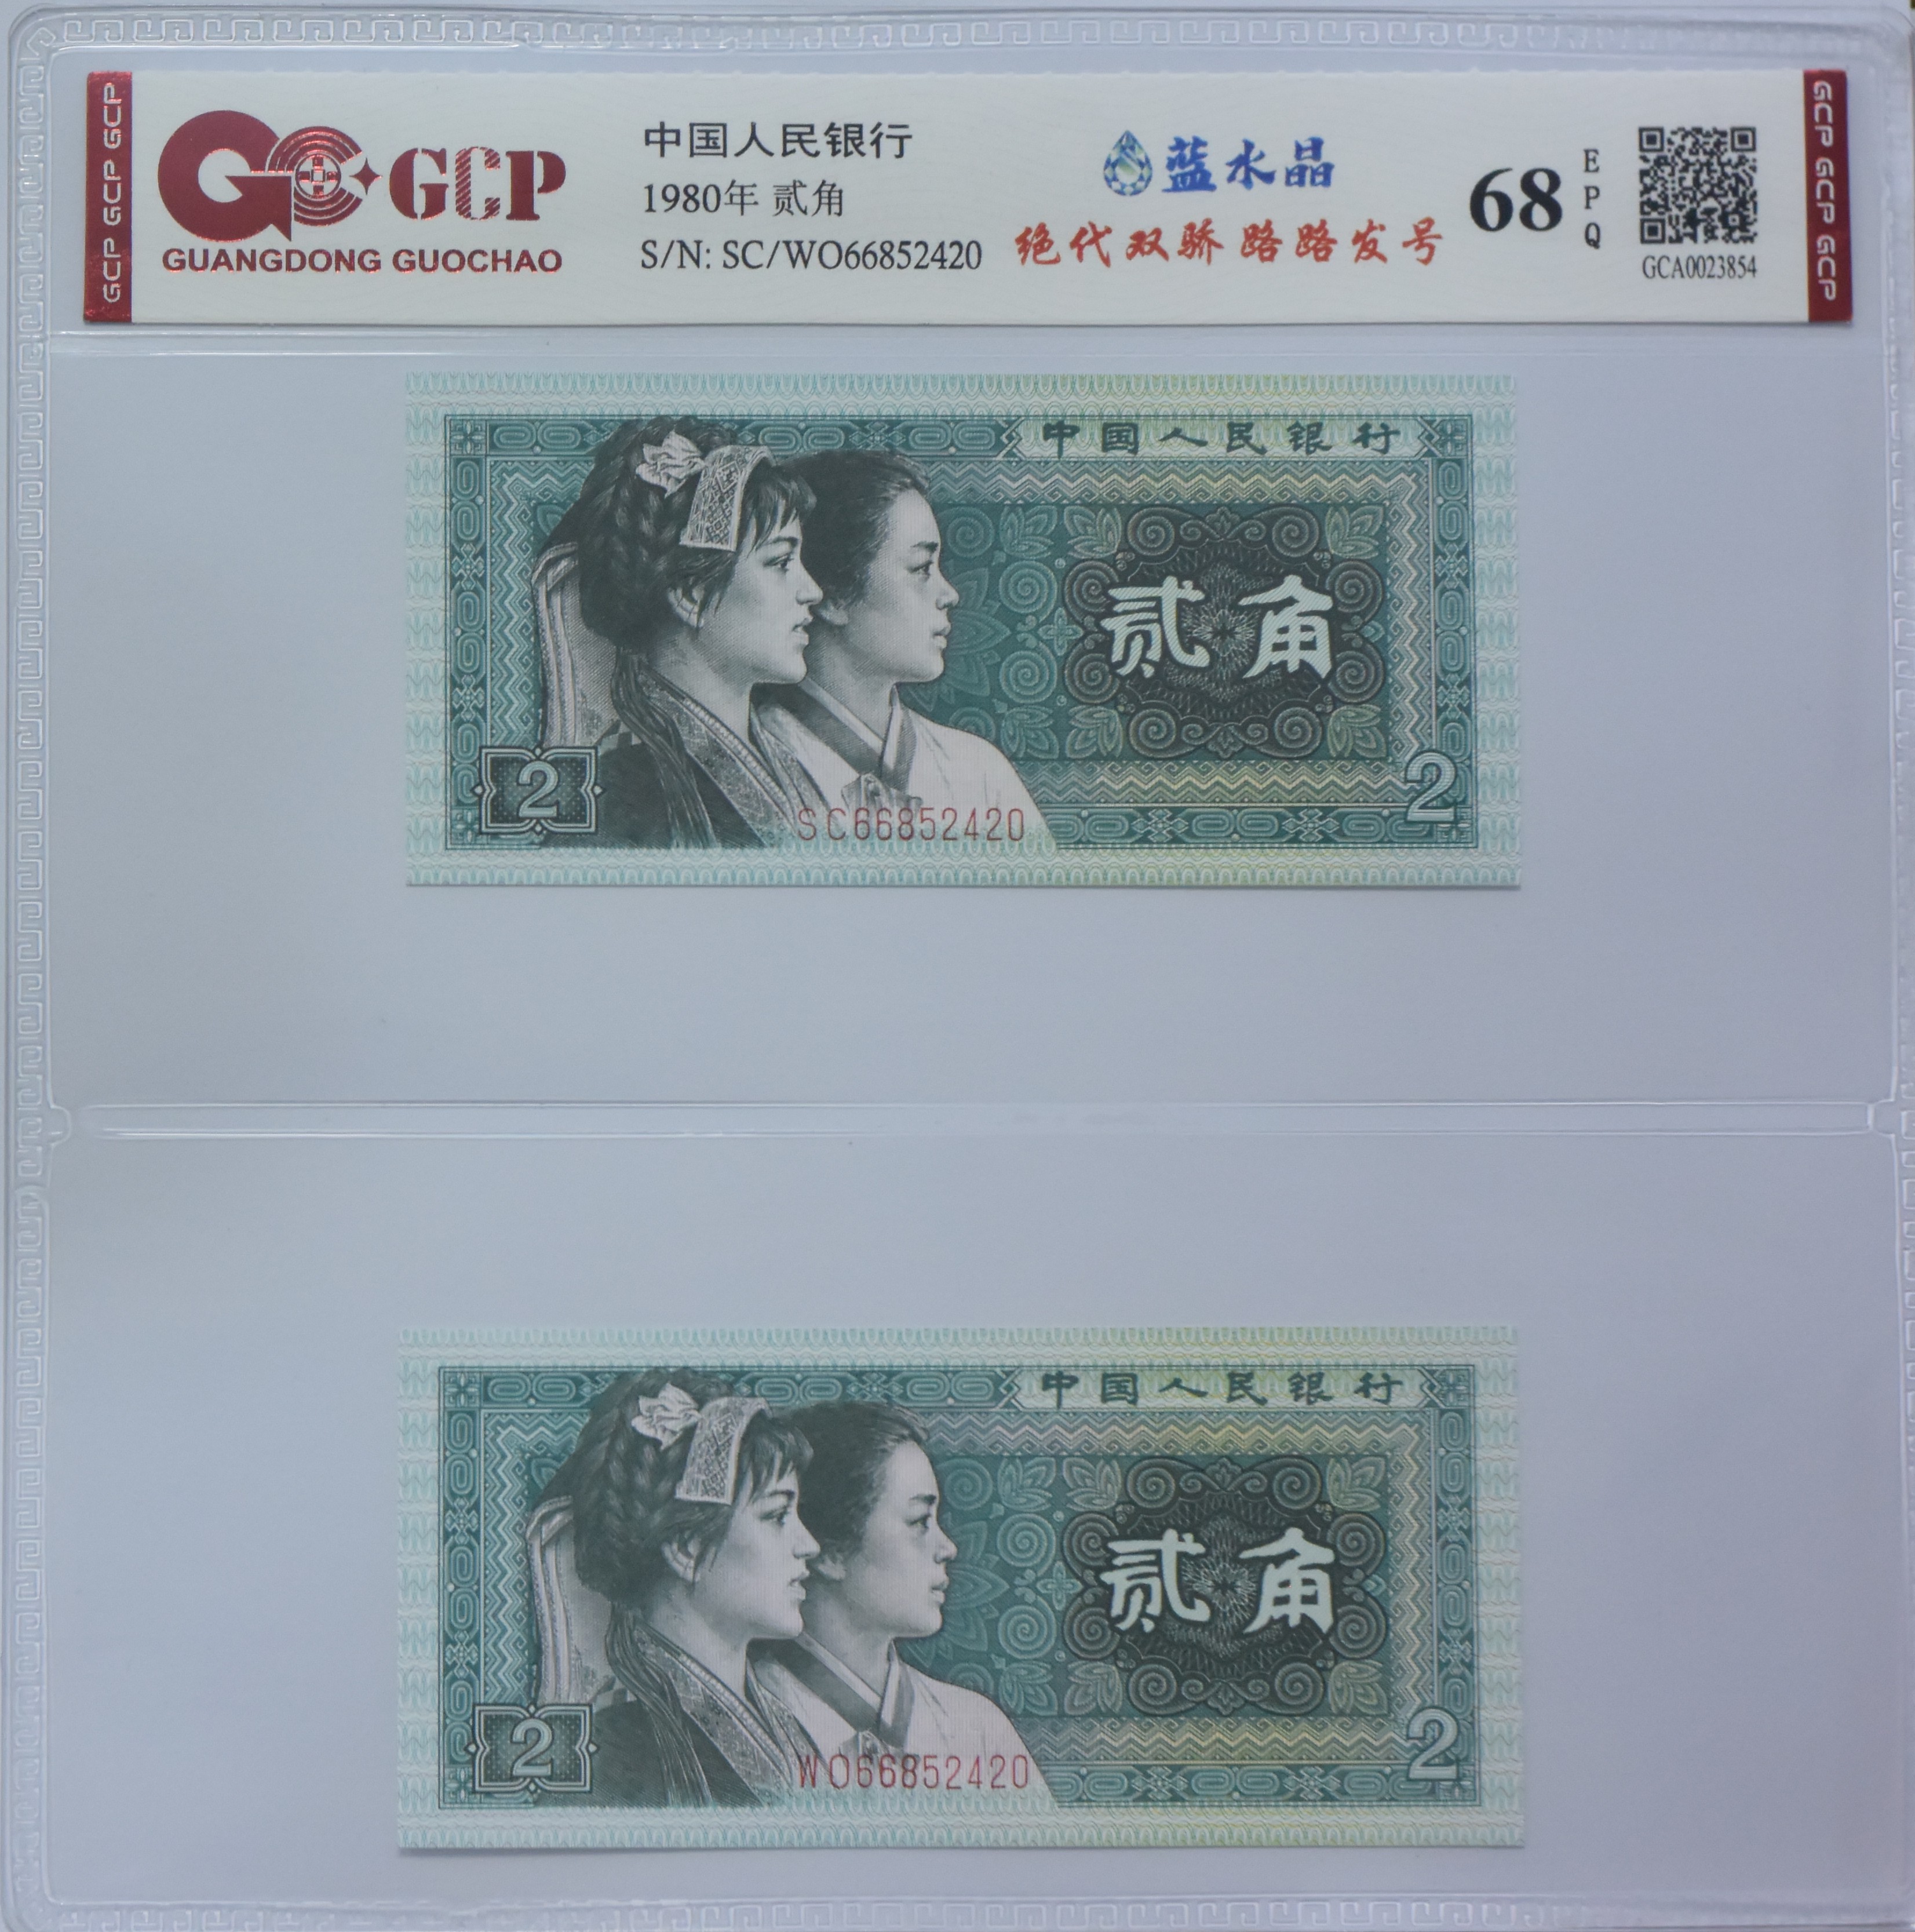 GCP GCP GCP
GCP
GUANGDONG GUOCHAO
中国人民银行
1980年 贰角
S/N: SC/WO66852420
蓝水晶
绝代双骄 路路发号
68
EPQ
GCA0023854
GCP GCP GCP
中国人民银行
贰角
2
2
SC66852420
中国人民银行
贰角
2
2
WO66852420